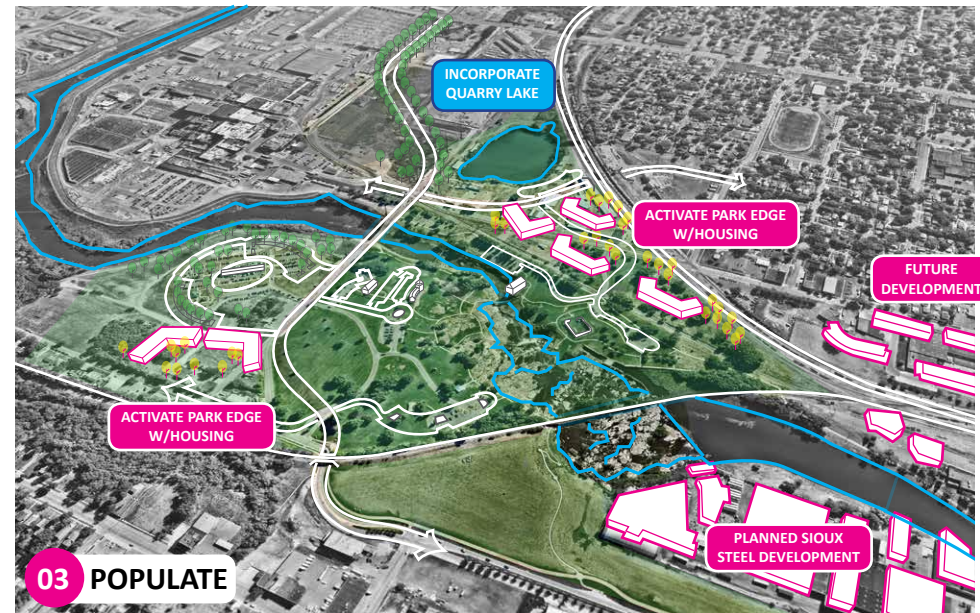 INCORPORATE
QUARRY LAKE
ACTIVATE PARK EDGE
W/HOUSING
FUTURE
DEVELOPMENT
ACTIVATE PARK EDGE
W/HOUSING
PLANNED SIOUX
STEEL DEVELOPMENT
03 POPULATE